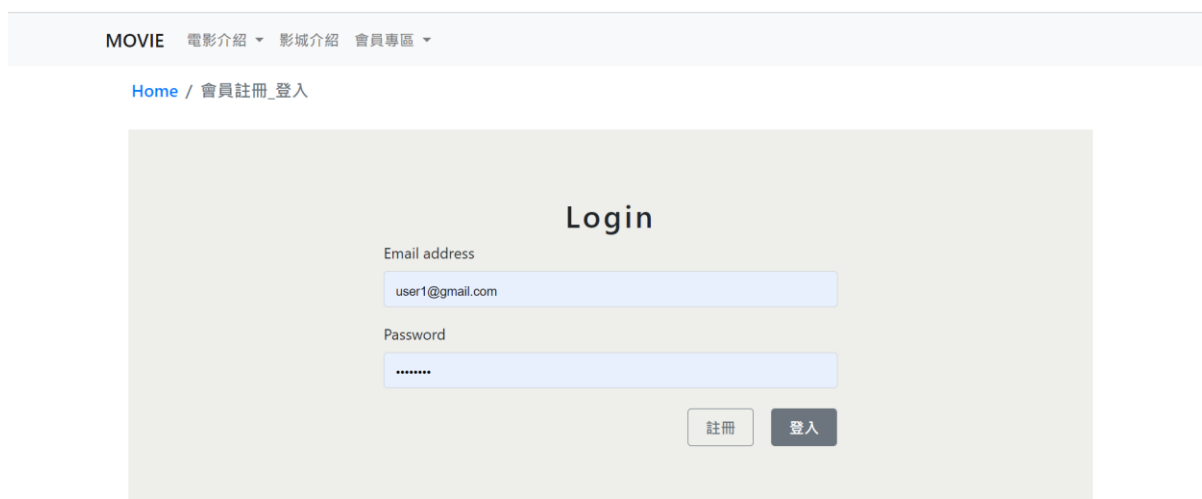 MOVIE 電影介紹 影城介紹 會員專區
Home / 會員註冊_登入
Login
Email address
user1@gmail.com
Password
••••••••
註冊 登入